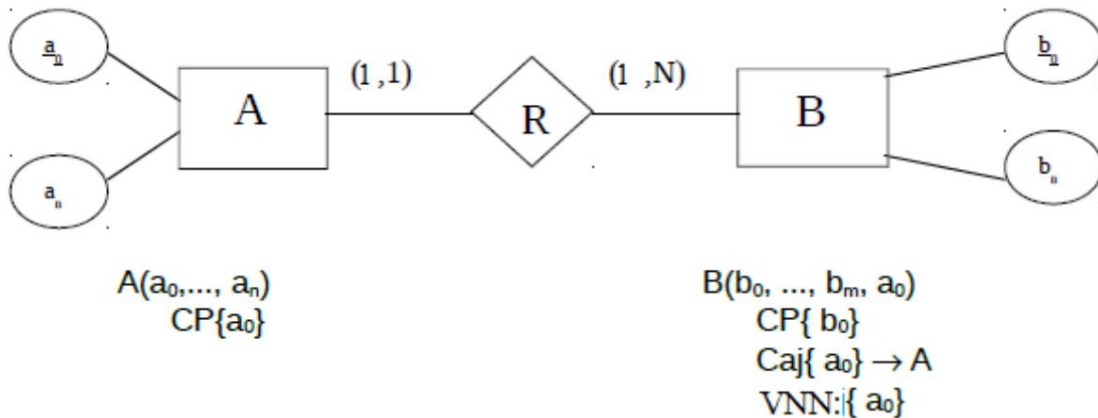 a₀
b₀
(1 ,1)
(1 ,N)
A
R
B
aₙ
bₙ
A(a₀,..., aₙ)
CP{a₀}
B(b₀, ..., bₘ, a₀)
CP{ b₀}
Caj{ a₀} → A
VNN:{ a₀}